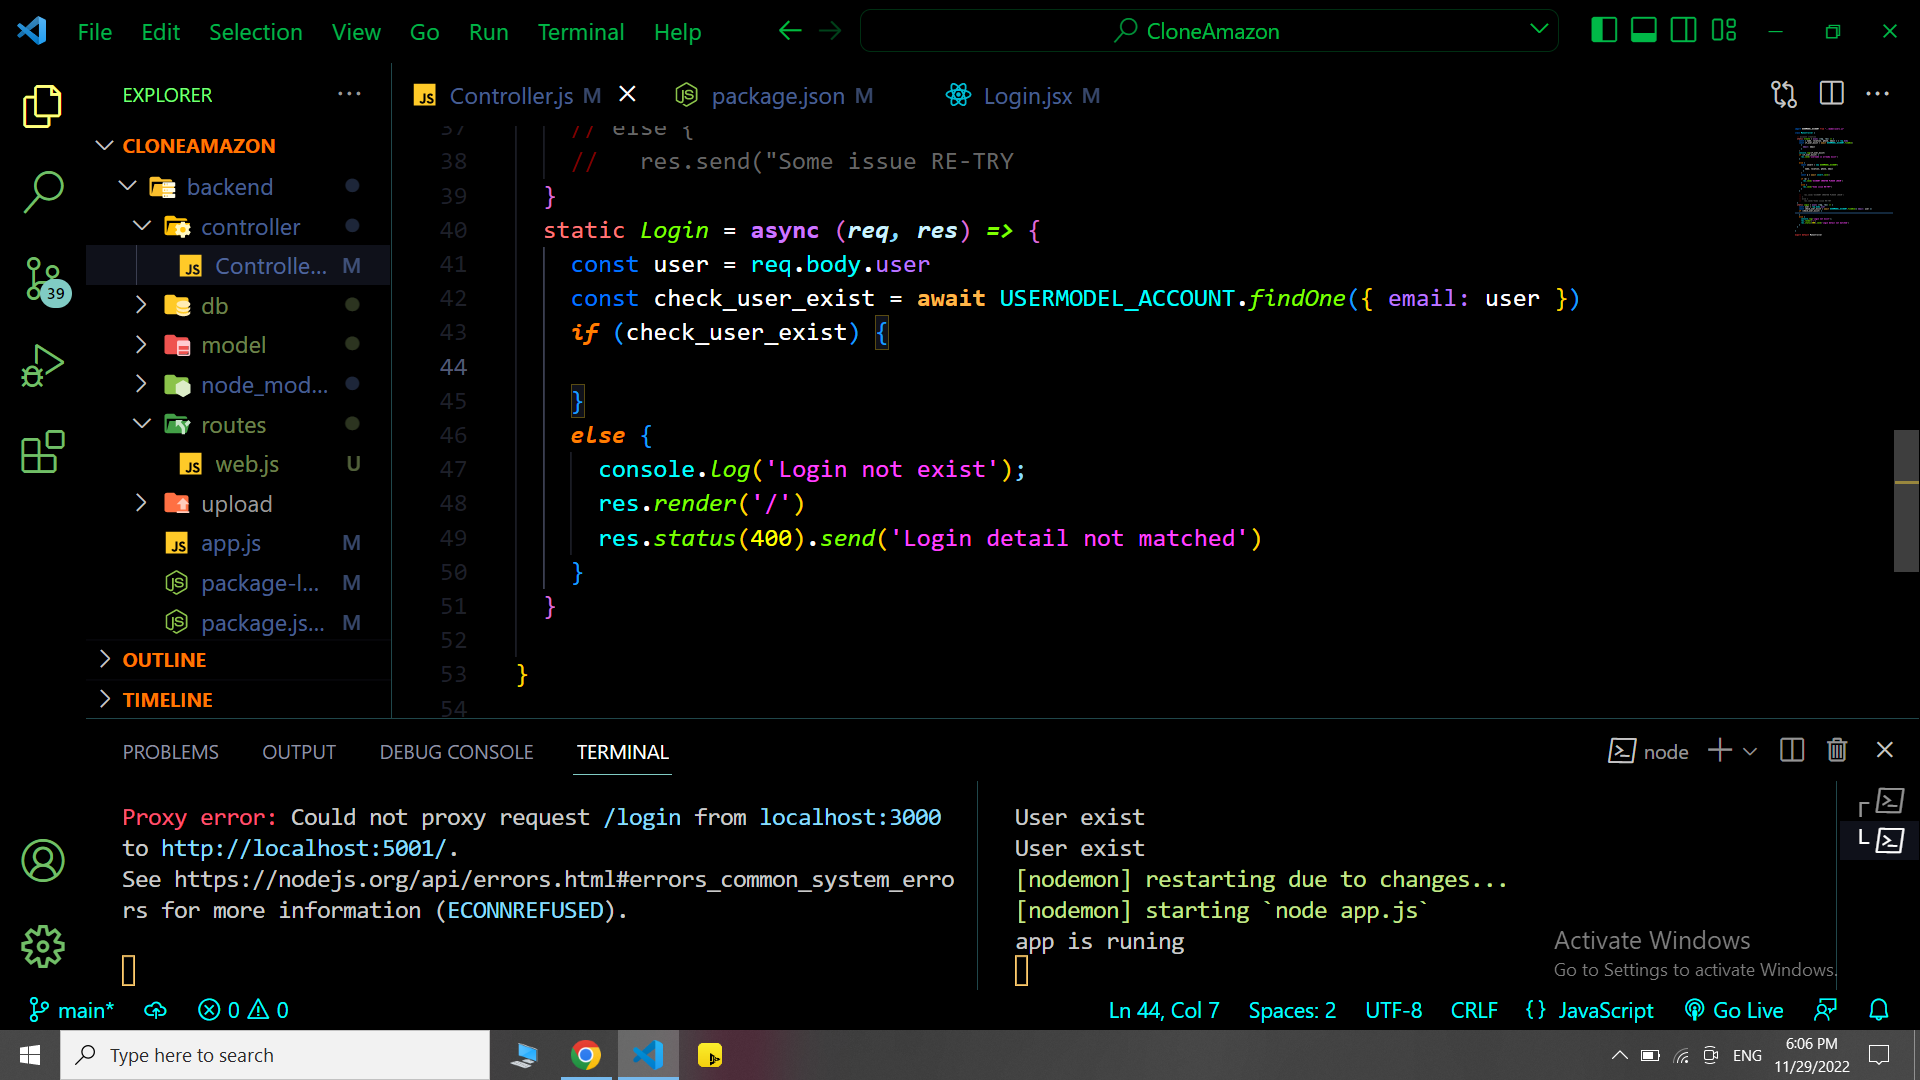 File Edit Selection View Go Run Terminal Help CloneAmazon
EXPLORER
CLONEAMAZON
backend
controller
JS Controlle... M
db
model
node_mod...
routes
JS web.js U
upload
JS app.js M
package-l... M
package.js... M
OUTLINE
TIMELINE
39
JS Controller.js M
package.json M
Login.jsx M
37 // else {
38 // res.send("Some issue RE-TRY
39 }
40 static Login = async (req, res) => {
41 const user = req.body.user
42 const check_user_exist = await USERMODEL_ACCOUNT.findOne({ email: user })
43 if (check_user_exist) {
44
45 }
46 else {
47 console.log('Login not exist');
48 res.render('/')
49 res.status(400).send('Login detail not matched')
50 }
51 }
52
53 }
54
PROBLEMS OUTPUT DEBUG CONSOLE TERMINAL node
Proxy error: Could not proxy request /login from localhost:3000
to http://localhost:5001/.
See https://nodejs.org/api/errors.html#errors_common_system_erro
rs for more information (ECONNREFUSED).
User exist
User exist
[nodemon] restarting due to changes...
[nodemon] starting `node app.js`
app is runing
Activate Windows
Go to Settings to activate Windows.
main* 0 0 Ln 44, Col 7 Spaces: 2 UTF-8 CRLF {} JavaScript Go Live
Type here to search
ENG
6:06 PM
11/29/2022